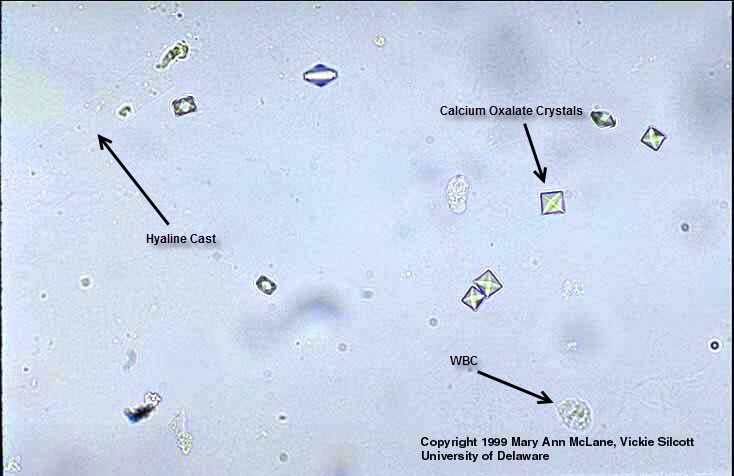 Calcium Oxalate Crystals
Hyaline Cast
WBC
Copyright 1999 Mary Ann McLane, Vickie Silcott
University of Delaware